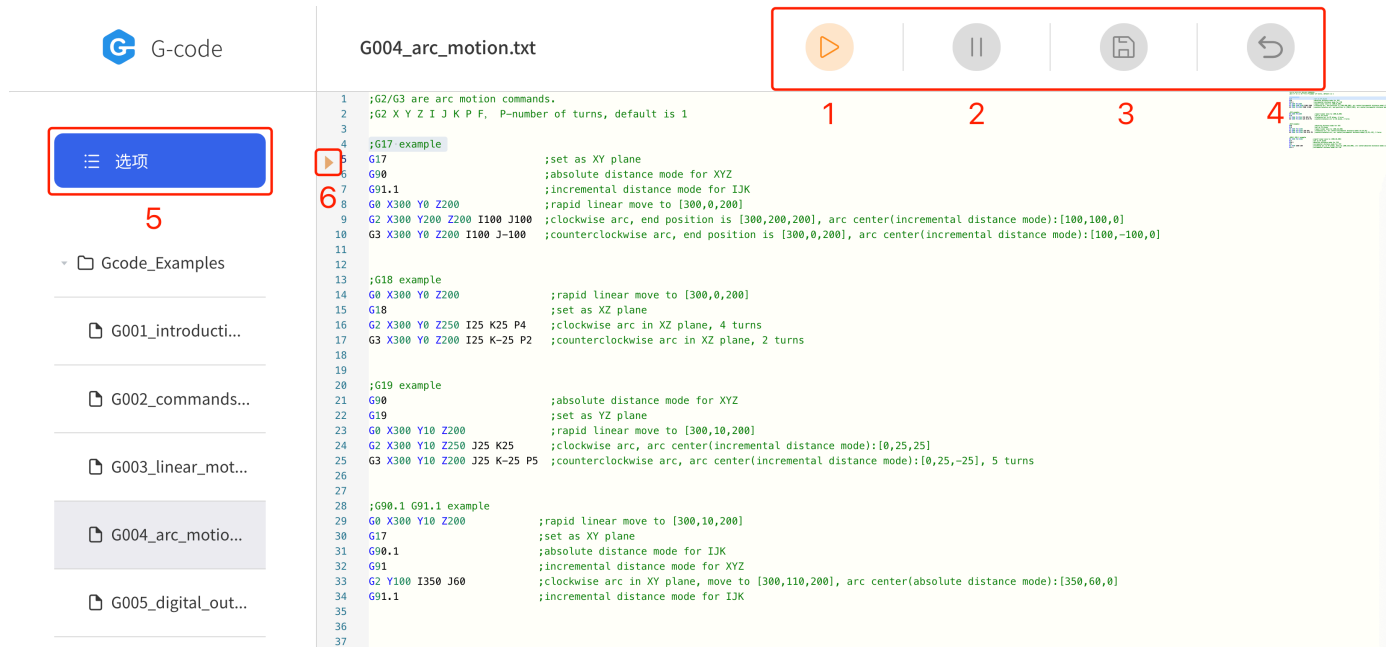 G-code
G004_arc_motion.txt
1
2
3
4
选项
5
6
Gcode_Examples
G001_introducti...
G002_commands...
G003_linear_mot...
G004_arc_motio...
G005_digital_out...
1 ;G2/G3 are arc motion commands.
2 ;G2 X Y Z I J K P F, P-number of turns, default is 1
3
4 ;G17 example
5 G17 ;set as XY plane
6 G90 ;absolute distance mode for XYZ
7 G91.1 ;incremental distance mode for IJK
8 G0 X300 Y0 Z200 ;rapid linear move to [300,0,200]
9 G2 X300 Y200 Z200 I100 J100 ;clockwise arc, end position is [300,200,200], arc center(incremental distance mode):[100,100,0]
10 G3 X300 Y0 Z200 I100 J-100 ;counterclockwise arc, end position is [300,0,200], arc center(incremental distance mode):[100,-100,0]
11
12
13 ;G18 example
14 G0 X300 Y0 Z200 ;rapid linear move to [300,0,200]
15 G18 ;set as XZ plane
16 G2 X300 Y0 Z250 I25 K25 P4 ;clockwise arc in XZ plane, 4 turns
17 G3 X300 Y0 Z200 I25 K-25 P2 ;counterclockwise arc in XZ plane, 2 turns
18
19
20 ;G19 example
21 G90 ;absolute distance mode for XYZ
22 G19 ;set as YZ plane
23 G0 X300 Y10 Z200 ;rapid linear move to [300,10,200]
24 G2 X300 Y10 Z250 J25 K25 ;clockwise arc, arc center(incremental distance mode):[0,25,25]
25 G3 X300 Y10 Z200 J25 K-25 P5 ;counterclockwise arc, arc center(incremental distance mode):[0,25,-25], 5 turns
26
27
28 ;G90.1 G91.1 example
29 G0 X300 Y10 Z200 ;rapid linear move to [300,10,200]
30 G17 ;set as XY plane
31 G90.1 ;absolute distance mode for IJK
32 G91 ;incremental distance mode for XYZ
33 G2 Y100 I350 J60 ;clockwise arc in XY plane, move to [300,110,200], arc center(absolute distance mode):[350,60,0]
34 G91.1 ;incremental distance mode for IJK
35
36
37